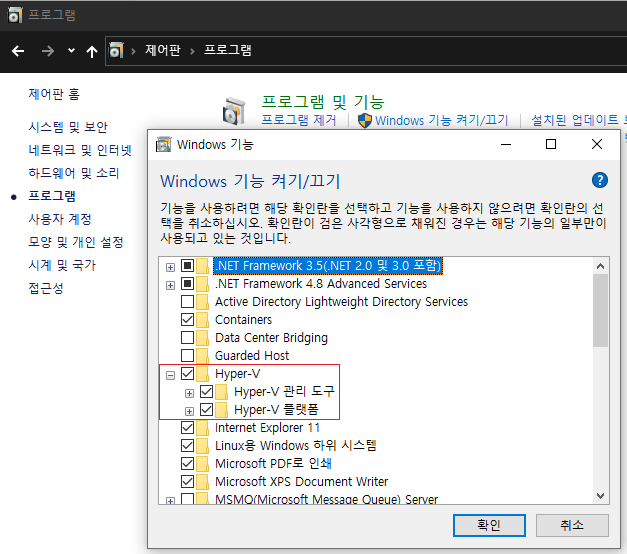 프로그램
제어판 › 프로그램
제어판 홈
시스템 및 보안
네트워크 및 인터넷
하드웨어 및 소리
프로그램
사용자 계정
모양 및 개인 설정
시계 및 국가
접근성
프로그램 및 기능
프로그램 제거
Windows 기능 켜기/끄기
설치된 업데이트
Windows 기능
Windows 기능 켜기/끄기
기능을 사용하려면 해당 확인란을 선택하고 기능을 사용하지 않으려면 확인란의 선
택을 취소하십시오. 확인란이 검은 사각형으로 채워진 경우는 해당 기능의 일부만이
사용되고 있는 것입니다.
.NET Framework 3.5(.NET 2.0 및 3.0 포함)
.NET Framework 4.8 Advanced Services
Active Directory Lightweight Directory Services
Containers
Data Center Bridging
Guarded Host
Hyper-V
Hyper-V 관리 도구
Hyper-V 플랫폼
Internet Explorer 11
Linux용 Windows 하위 시스템
Microsoft PDF로 인쇄
Microsoft XPS Document Writer
MSMQ(Microsoft Message Queue) Server
확인
취소